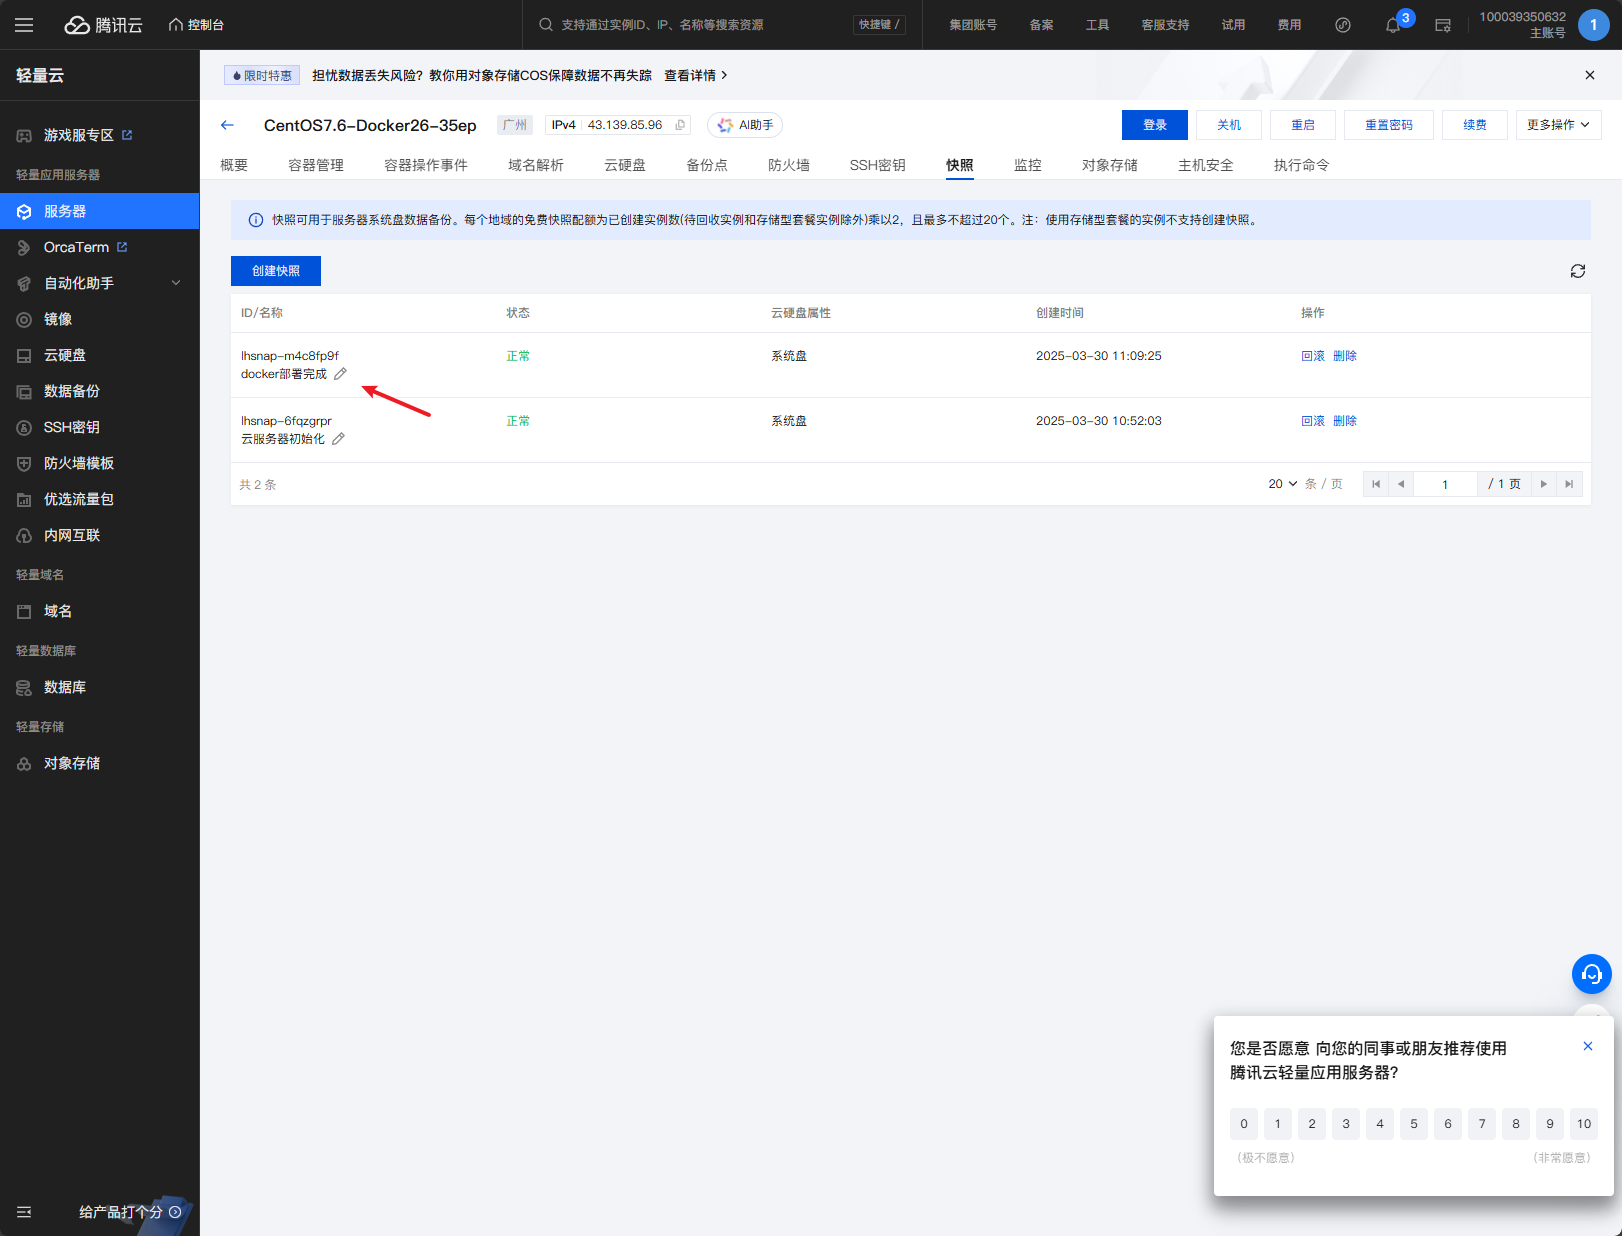 腾讯云
控制台
支持通过实例ID、IP、名称等搜索资源
快捷键 /
集团账号
备案
工具
客服支持
试用
费用
3
100039350632
主账号
1
轻量云
游戏服专区
轻量应用服务器
服务器
OrcaTerm
自动化助手
镜像
云硬盘
数据备份
SSH密钥
防火墙模板
优选流量包
内网互联
轻量域名
域名
轻量数据库
数据库
轻量存储
对象存储
给产品打个分
限时特惠 担忧数据丢失风险？教你用对象存储COS保障数据不再失踪 查看详情
CentOS7.6-Docker26-35ep
广州
IPv4 43.139.85.96
AI助手
登录
关机
重启
重置密码
续费
更多操作
概要
容器管理
容器操作事件
域名解析
云硬盘
备份点
防火墙
SSH密钥
快照
监控
对象存储
主机安全
执行命令
快照可用于服务器系统盘数据备份。每个地域的免费快照配额为已创建实例数(待回收实例和存储型套餐实例除外)乘以2，且最多不超过20个。注：使用存储型套餐的实例不支持创建快照。
创建快照
ID/名称 状态 云硬盘属性 创建时间 操作
lhsnap-m4c8fp9f 正常 系统盘 2025-03-30 11:09:25 回滚 删除
docker部署完成
lhsnap-6fqzgrpr 正常 系统盘 2025-03-30 10:52:03 回滚 删除
云服务器初始化
共 2 条
20 条 / 页
1 / 1 页
您是否愿意 向您的同事或朋友推荐使用
腾讯云轻量应用服务器?
0 1 2 3 4 5 6 7 8 9 10
（极不愿意）
（非常愿意）